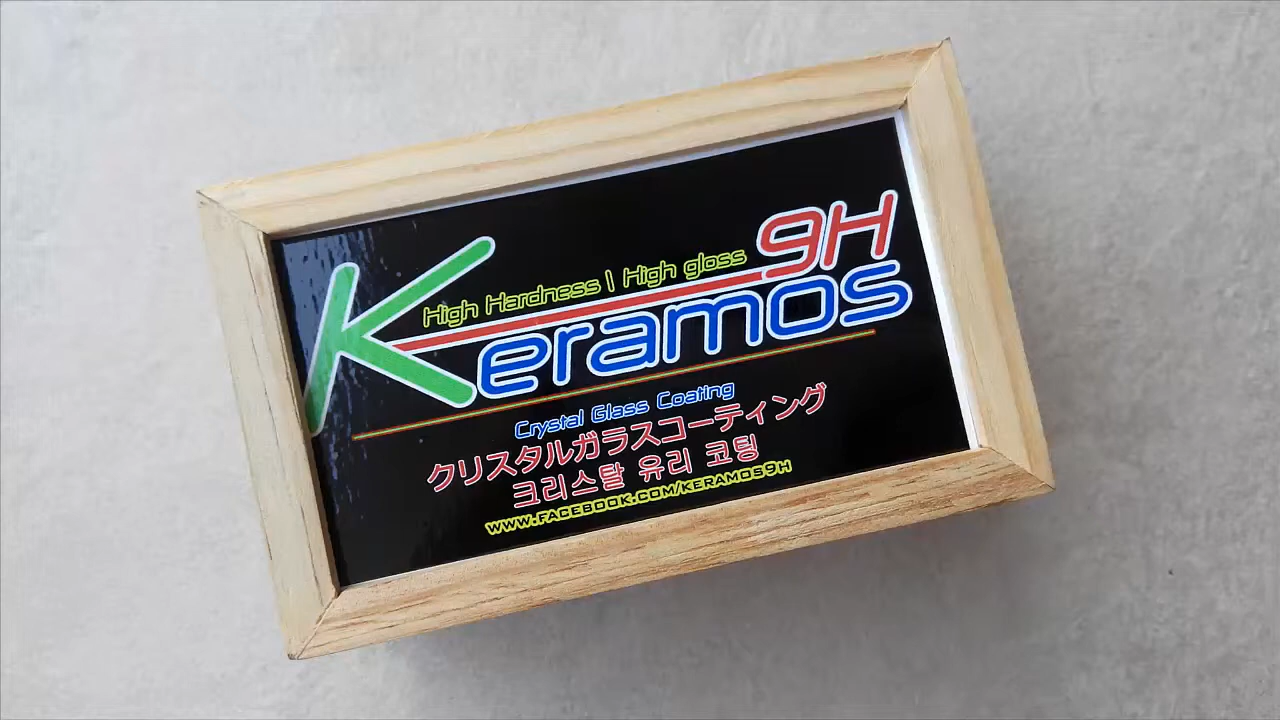 High Hardness \ High gloss 9H
Keramos
Crystal Glass Coating
クリスタルガラスコーティング
크리스탈 유리 코팅
WWW.FACEBOOK.COM/KERAMOS9H